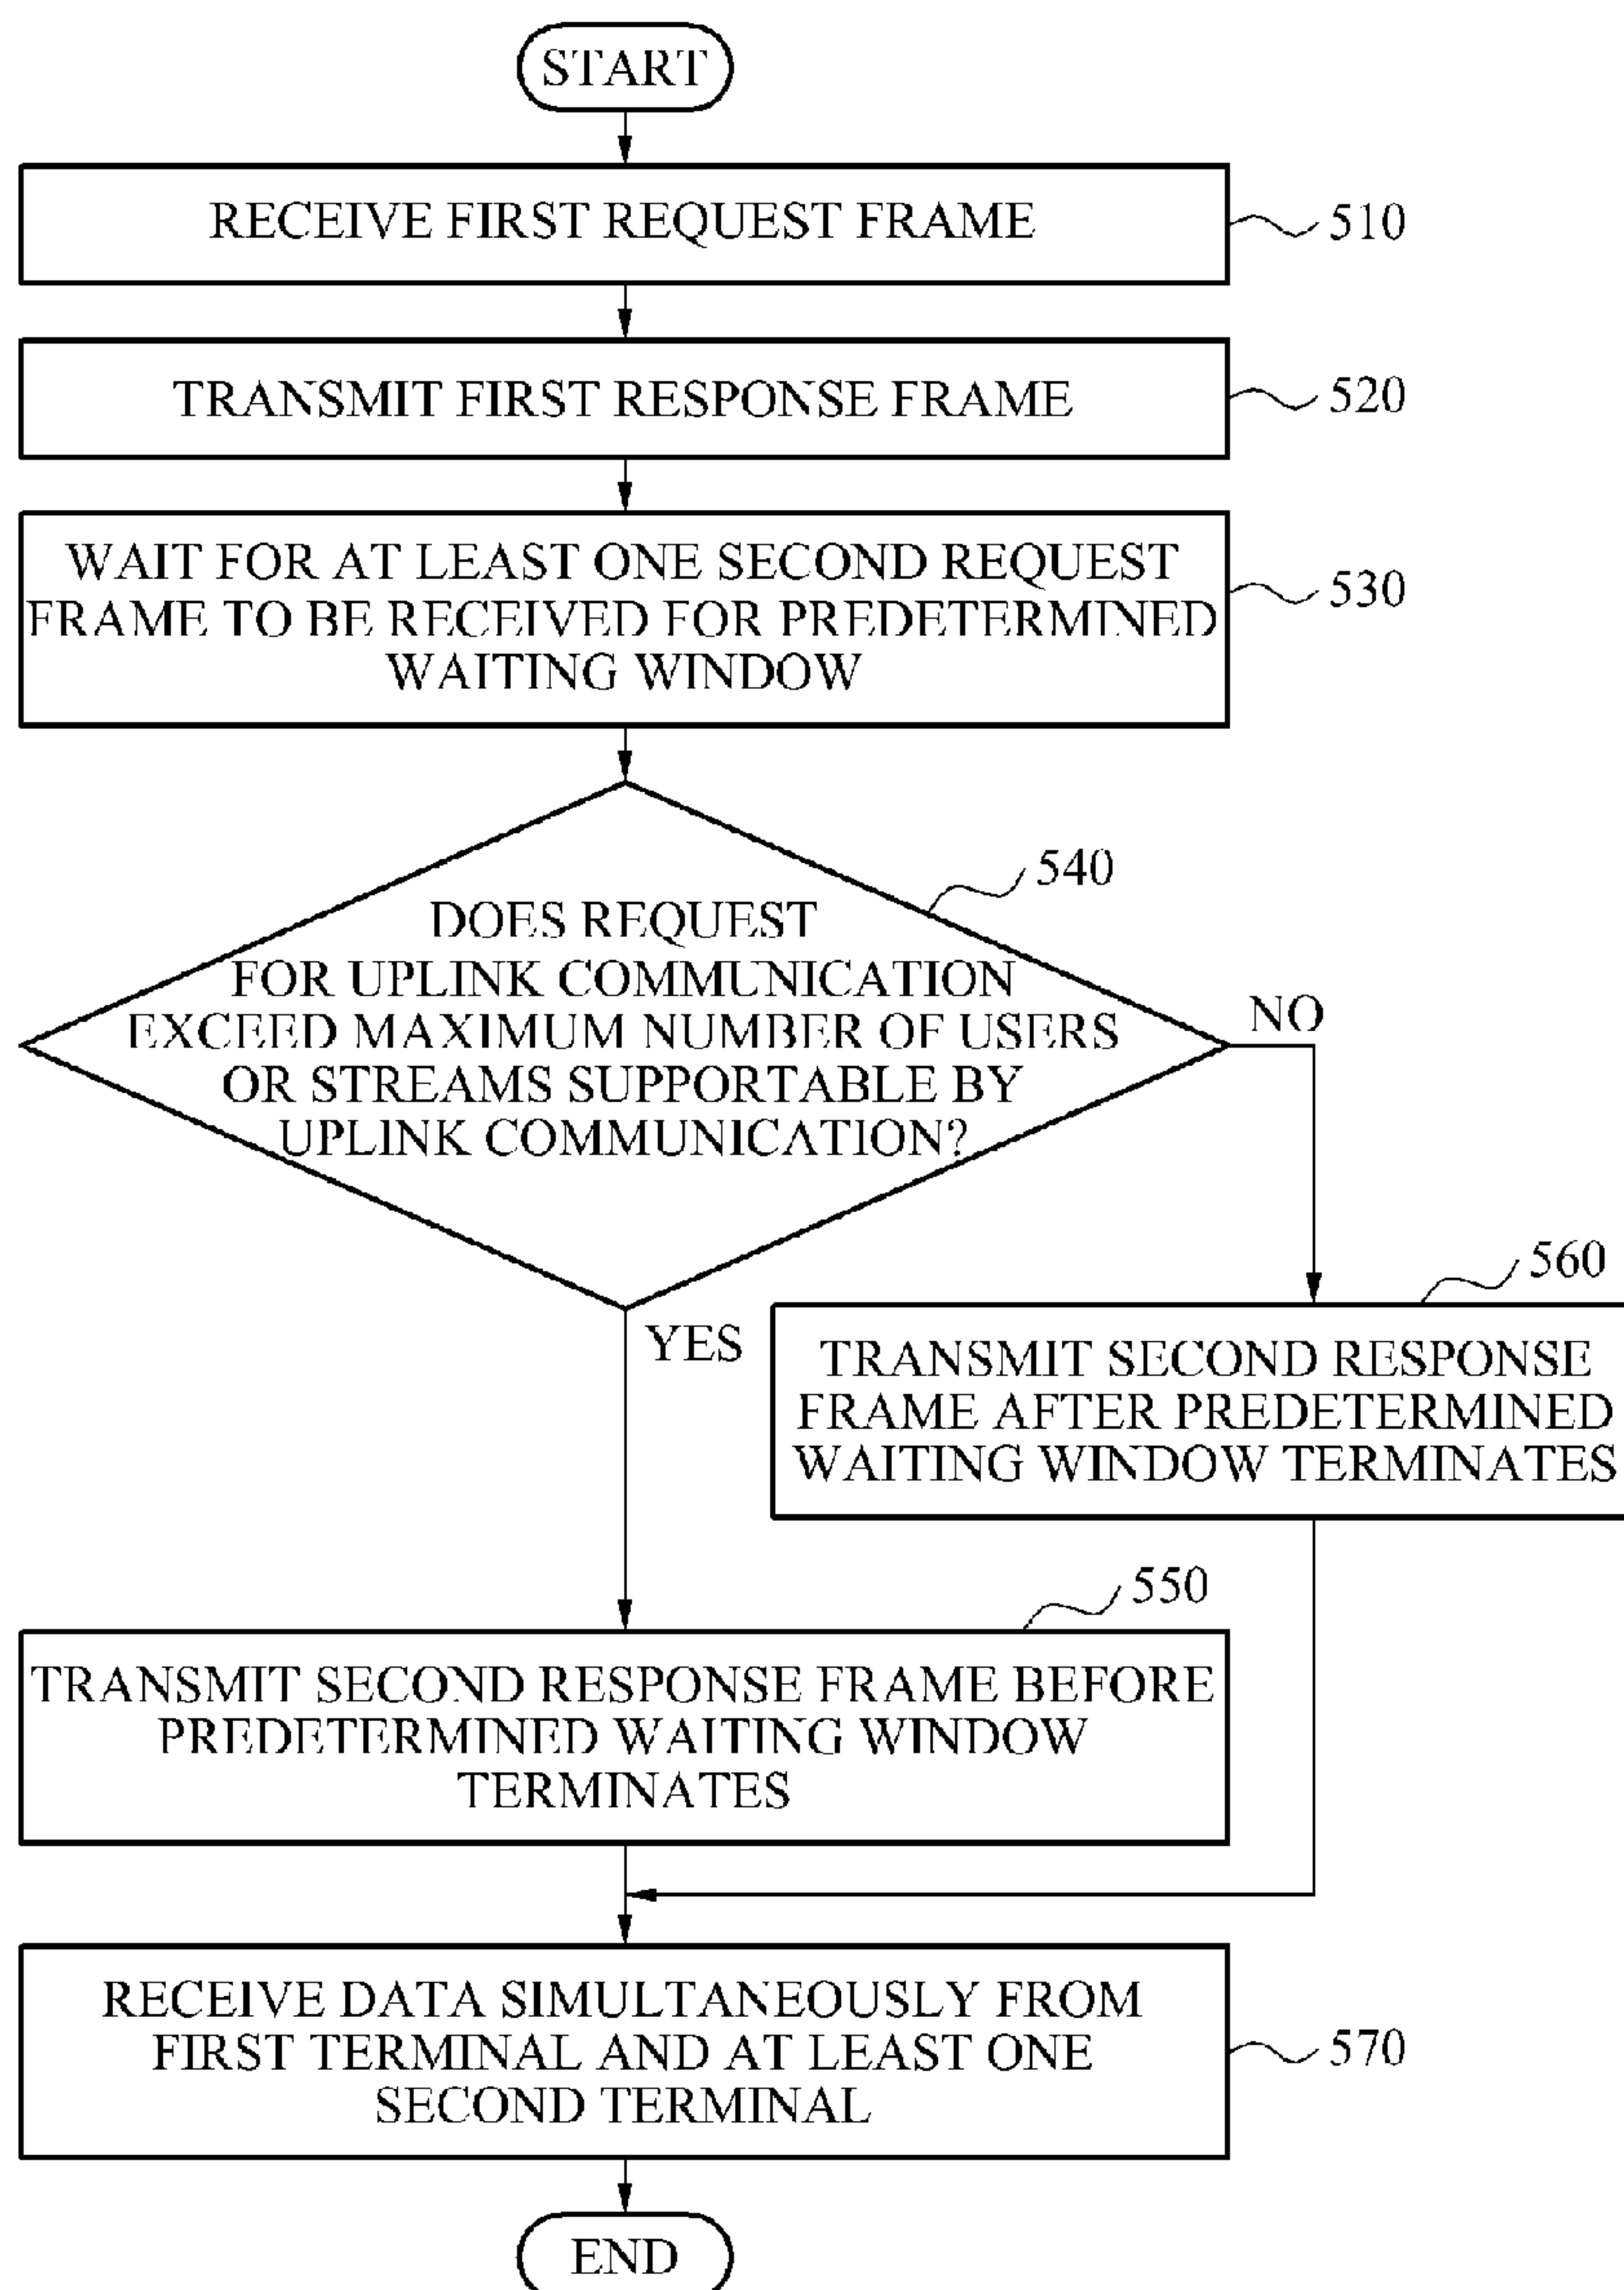 START
RECEIVE FIRST REQUEST FRAME
510
TRANSMIT FIRST RESPONSE FRAME
520
WAIT FOR AT LEAST ONE SECOND REQUEST
FRAME TO BE RECEIVED FOR PREDETERMINED
WAITING WINDOW
530
540
DOES REQUEST
FOR UPLINK COMMUNICATION
EXCEED MAXIMUM NUMBER OF USERS
OR STREAMS SUPPORTABLE BY
UPLINK COMMUNICATION?
NO
YES
560
TRANSMIT SECOND RESPONSE
FRAME AFTER PREDETERMINED
WAITING WINDOW TERMINATES
550
TRANSMIT SECOND RESPONSE FRAME BEFORE
PREDETERMINED WAITING WINDOW
TERMINATES
RECEIVE DATA SIMULTANEOUSLY FROM
FIRST TERMINAL AND AT LEAST ONE
SECOND TERMINAL
570
END